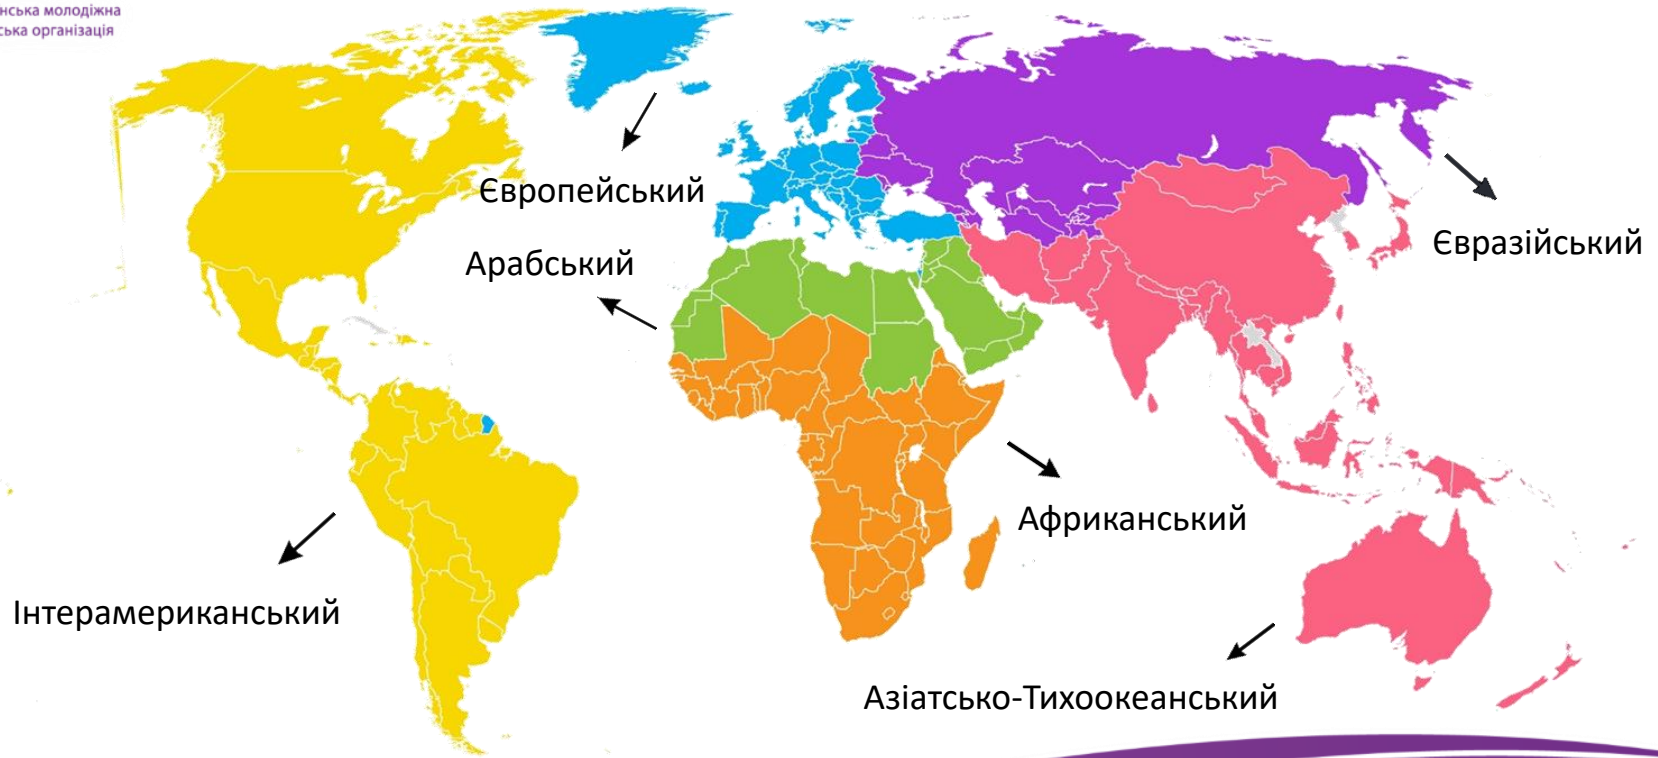 нська молодіжна
ська організація
Європейський
Арабський
Євразійський
Африканський
Інтерамериканський
Азіатсько-Тихоокеанський